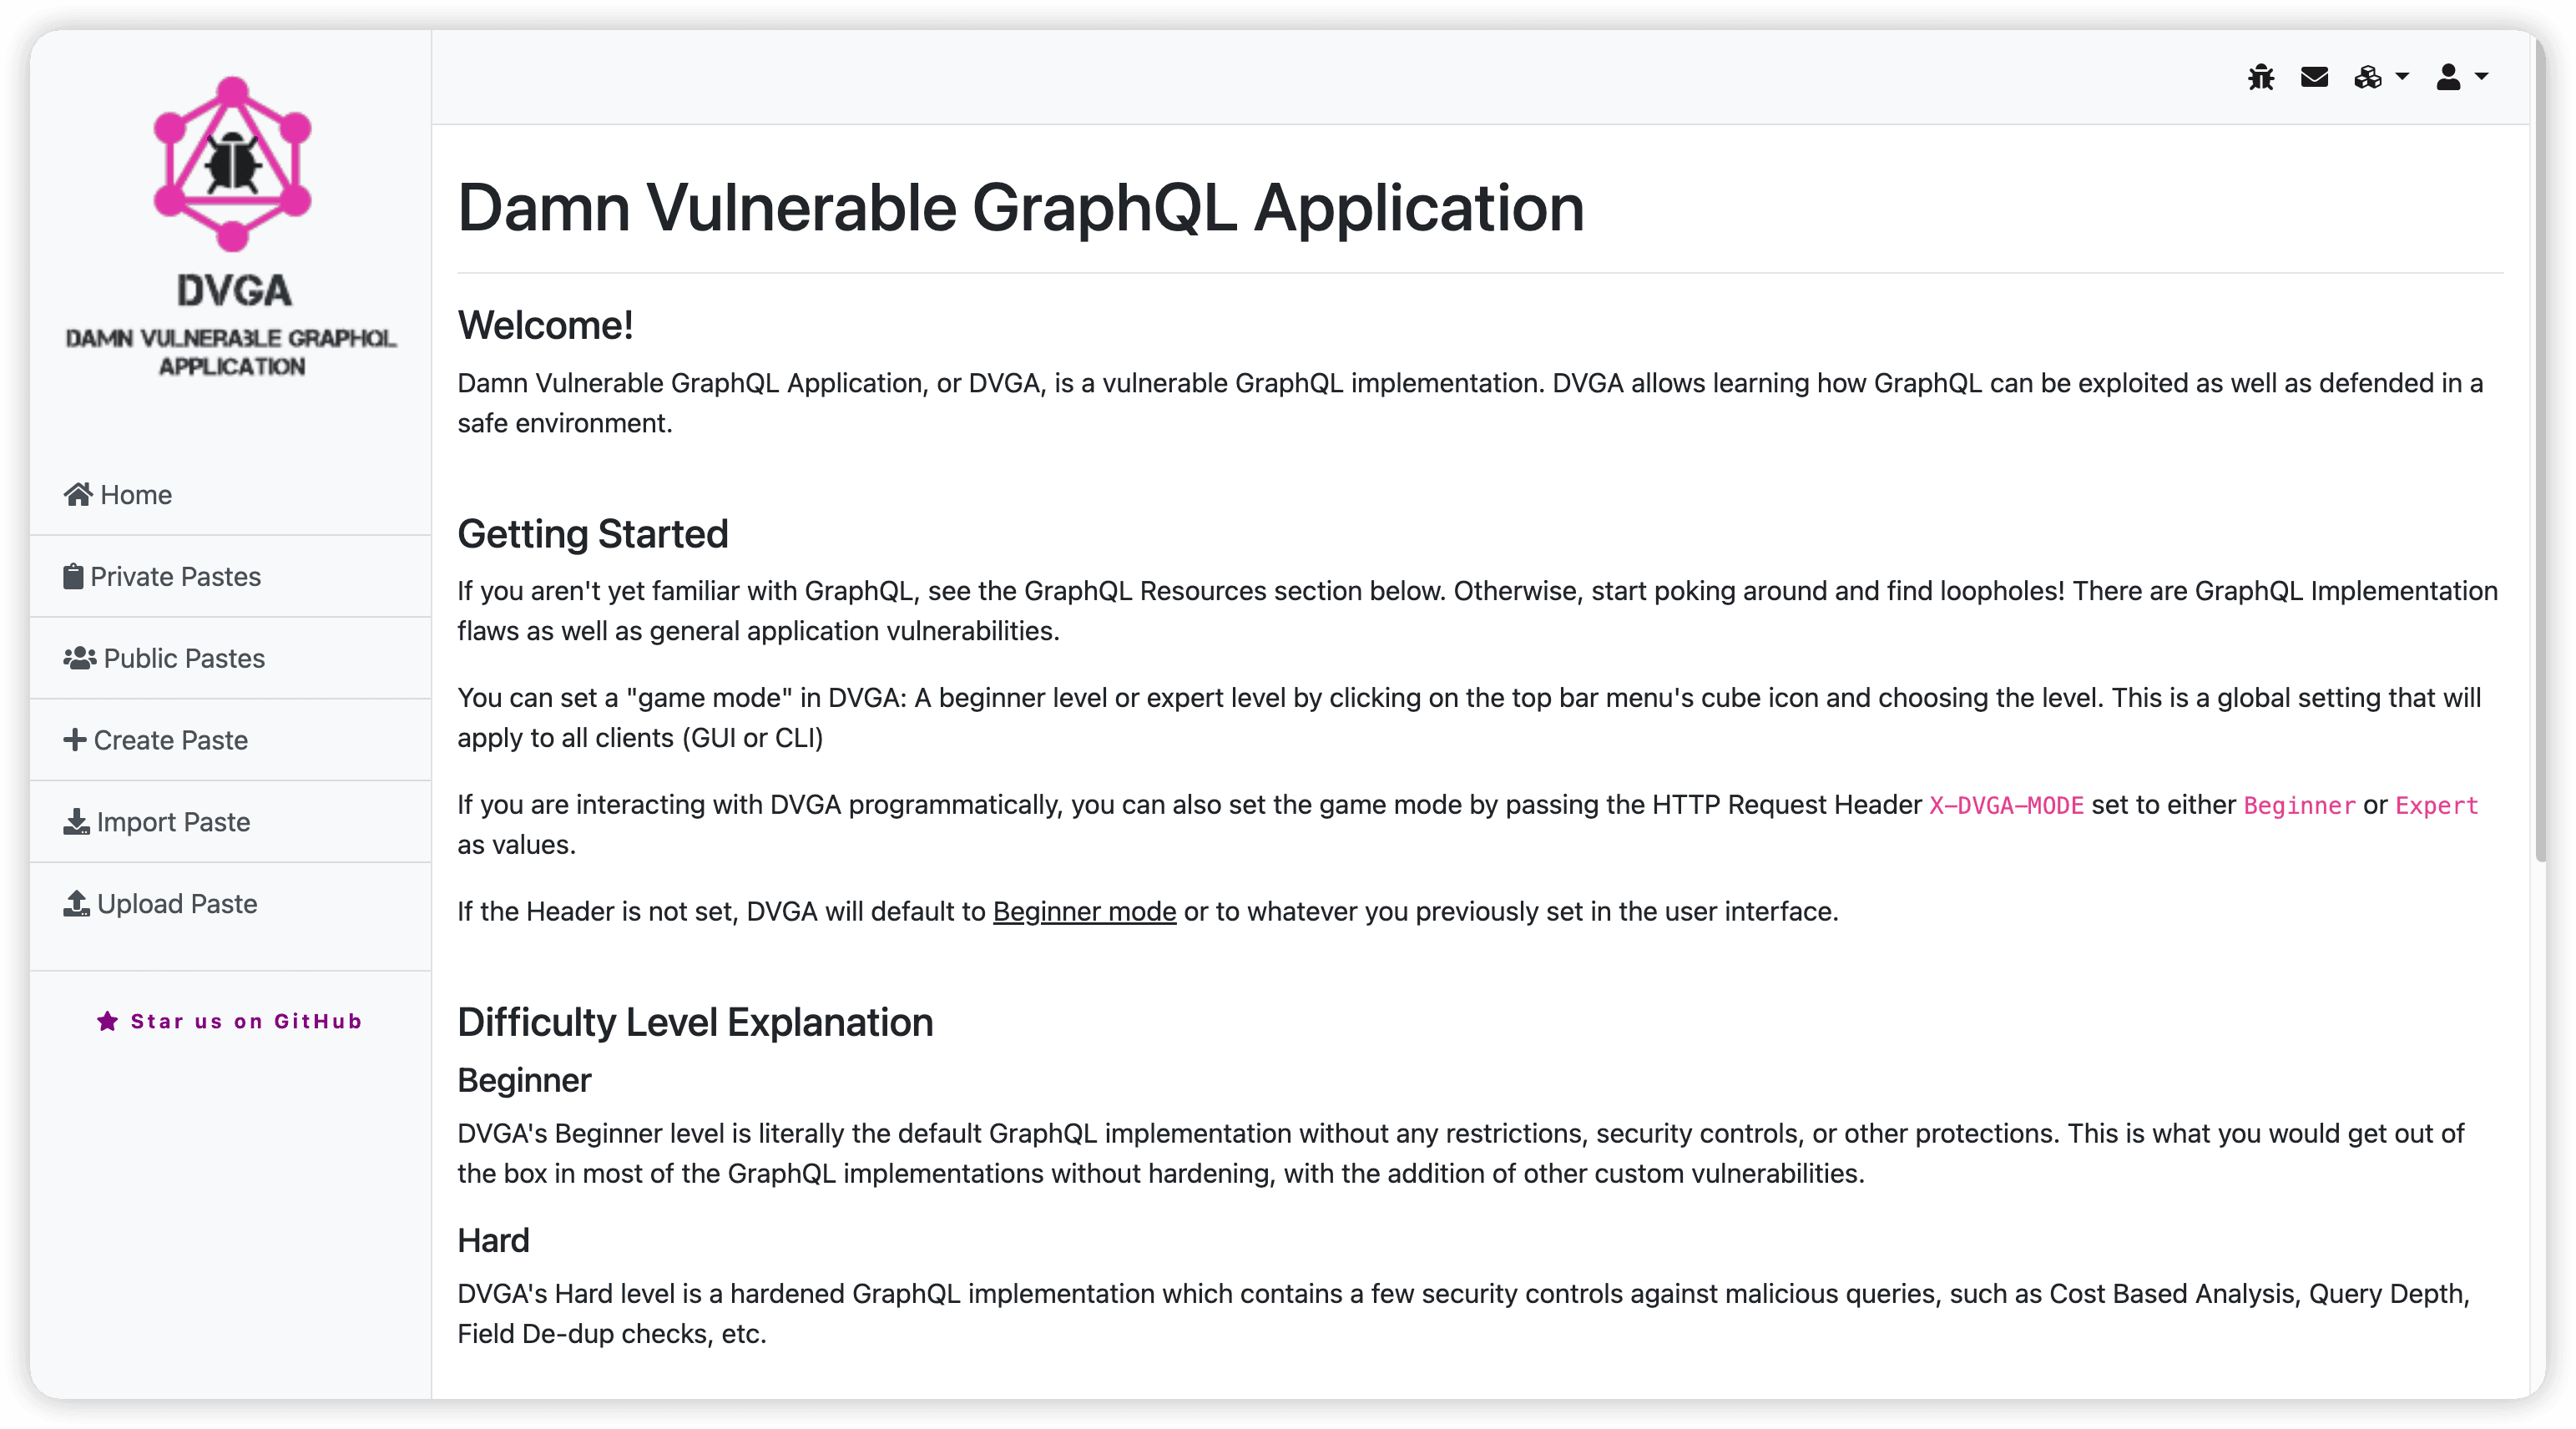 DVGA
DAMN VULNERABLE GRAPHQL
APPLICATION
Home
Private Pastes
Public Pastes
Create Paste
Import Paste
Upload Paste
Star us on GitHub
Damn Vulnerable GraphQL Application
Welcome!
Damn Vulnerable GraphQL Application, or DVGA, is a vulnerable GraphQL implementation. DVGA allows learning how GraphQL can be exploited as well as defended in a
safe environment.
Getting Started
If you aren't yet familiar with GraphQL, see the GraphQL Resources section below. Otherwise, start poking around and find loopholes! There are GraphQL Implementation
flaws as well as general application vulnerabilities.
You can set a "game mode" in DVGA: A beginner level or expert level by clicking on the top bar menu's cube icon and choosing the level. This is a global setting that will
apply to all clients (GUI or CLI)
If you are interacting with DVGA programmatically, you can also set the game mode by passing the HTTP Request Header X-DVGA-MODE set to either Beginner or Expert
as values.
If the Header is not set, DVGA will default to Beginner mode or to whatever you previously set in the user interface.
Difficulty Level Explanation
Beginner
DVGA's Beginner level is literally the default GraphQL implementation without any restrictions, security controls, or other protections. This is what you would get out of
the box in most of the GraphQL implementations without hardening, with the addition of other custom vulnerabilities.
Hard
DVGA's Hard level is a hardened GraphQL implementation which contains a few security controls against malicious queries, such as Cost Based Analysis, Query Depth,
Field De-dup checks, etc.